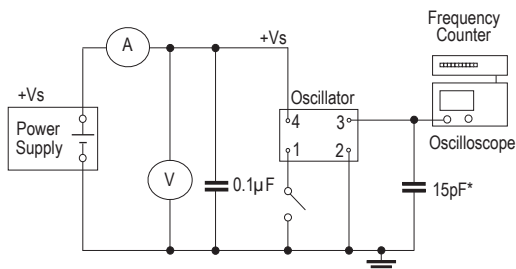 Frequency
Counter
A
+Vs
+Vs
Oscillator
Power
Supply
4
3
Oscilloscope
1
2
V
0.1µF
15pF*